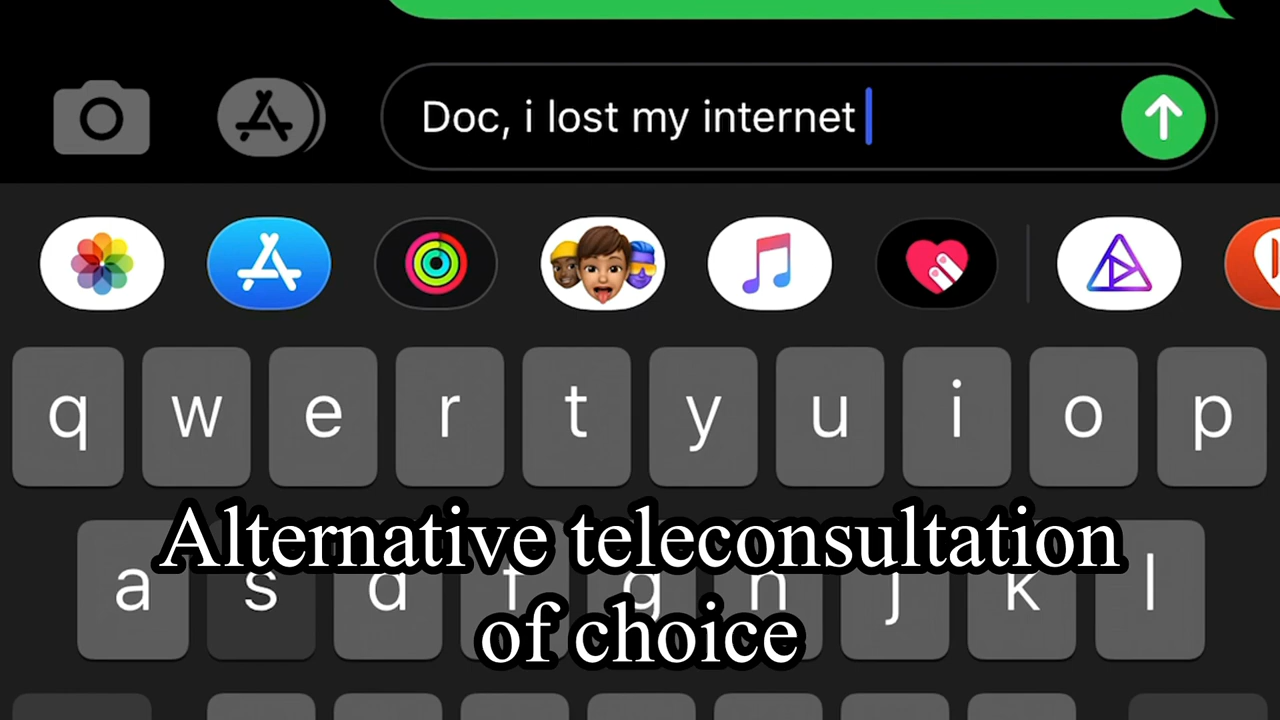 Doc, i lost my internet
q w e r t y u i o p
a s d f g h j k l
Alternative teleconsultation
of choice